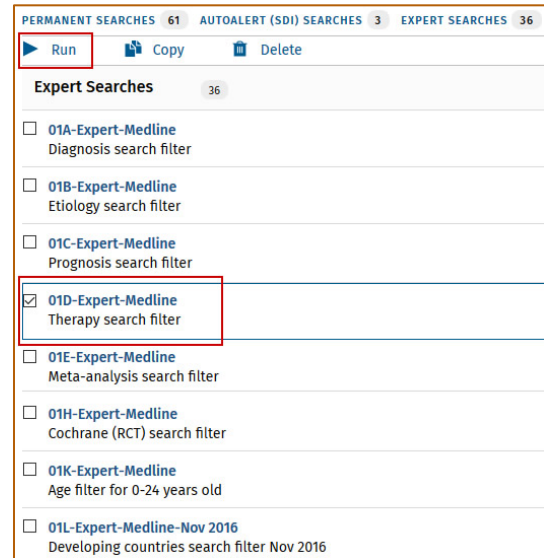 PERMANENT SEARCHES 61 AUTOALERT (SDI) SEARCHES 3 EXPERT SEARCHES 36
Run Copy Delete
Expert Searches 36
01A-Expert-Medline
Diagnosis search filter
01B-Expert-Medline
Etiology search filter
01C-Expert-Medline
Prognosis search filter
01D-Expert-Medline
Therapy search filter
01E-Expert-Medline
Meta-analysis search filter
01H-Expert-Medline
Cochrane (RCT) search filter
01K-Expert-Medline
Age filter for 0-24 years old
01L-Expert-Medline-Nov 2016
Developing countries search filter Nov 2016